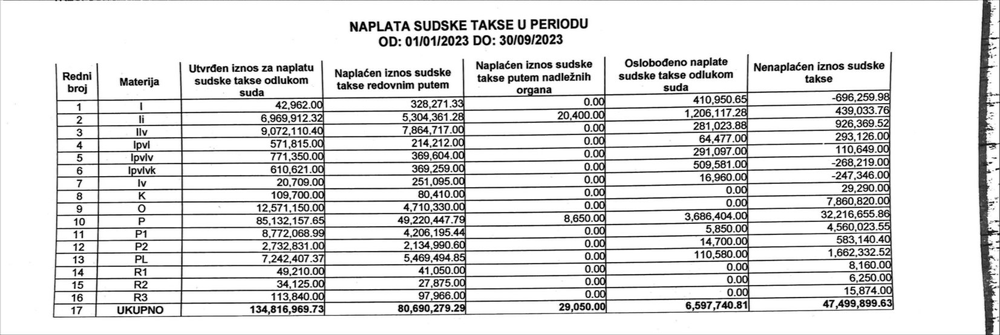 NAPLATA SUDSKE TAKSE U PERIODU
OD: 01/01/2023 DO: 30/09/2023
Redni broj | Materija | Utvrđen iznos za naplatu sudske takse odlukom suda | Naplaćen iznos sudske takse redovnim putem | Naplaćen iznos sudske takse putem nadležnih organa | Oslobođeno naplate sudske takse odlukom suda | Nenaplaćen iznos sudske takse
1 | I | 42,962.00 | 328,271.33 | 0.00 | 410,950.65 | -696,259.98
2 | Ii | 6,969,912.32 | 5,304,361.28 | 20,400.00 | 1,206,117.28 | 439,033.76
3 | IIv | 9,072,110.40 | 7,864,717.00 | 0.00 | 281,023.88 | 926,369.52
4 | IpvI | 571,815.00 | 214,212.00 | 0.00 | 64,477.00 | 293,126.00
5 | IpvIv | 771,350.00 | 369,604.00 | 0.00 | 291,097.00 | 110,649.00
6 | IpvIvk | 610,621.00 | 369,259.00 | 0.00 | 509,581.00 | -268,219.00
7 | Iv | 20,709.00 | 251,095.00 | 0.00 | 16,960.00 | -247,346.00
8 | K | 109,700.00 | 80,410.00 | 0.00 | 0.00 | 29,290.00
9 | O | 12,571,150.00 | 4,710,330.00 | 0.00 | 0.00 | 7,860,820.00
10 | P | 85,132,157.65 | 49,220,447.79 | 8,650.00 | 3,686,404.00 | 32,216,655.86
11 | P1 | 8,772,068.99 | 4,206,195.44 | 0.00 | 5,850.00 | 4,560,023.55
12 | P2 | 2,732,831.00 | 2,134,990.60 | 0.00 | 14,700.00 | 583,140.40
13 | PL | 7,242,407.37 | 5,469,494.85 | 0.00 | 110,580.00 | 1,662,332.52
14 | R1 | 49,210.00 | 41,050.00 | 0.00 | 0.00 | 8,160.00
15 | R2 | 34,125.00 | 27,875.00 | 0.00 | 0.00 | 6,250.00
16 | R3 | 113,840.00 | 97,966.00 | 0.00 | 0.00 | 15,874.00
17 | UKUPNO | 134,816,969.73 | 80,690,279.29 | 29,050.00 | 6,597,740.81 | 47,499,899.63